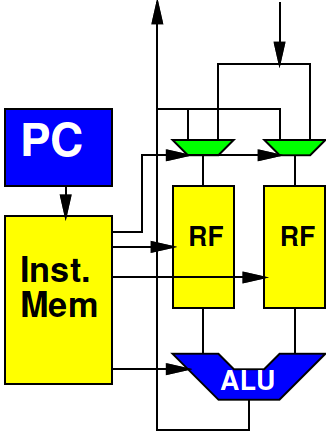 PC
Inst.
Mem
RF
RF
ALU